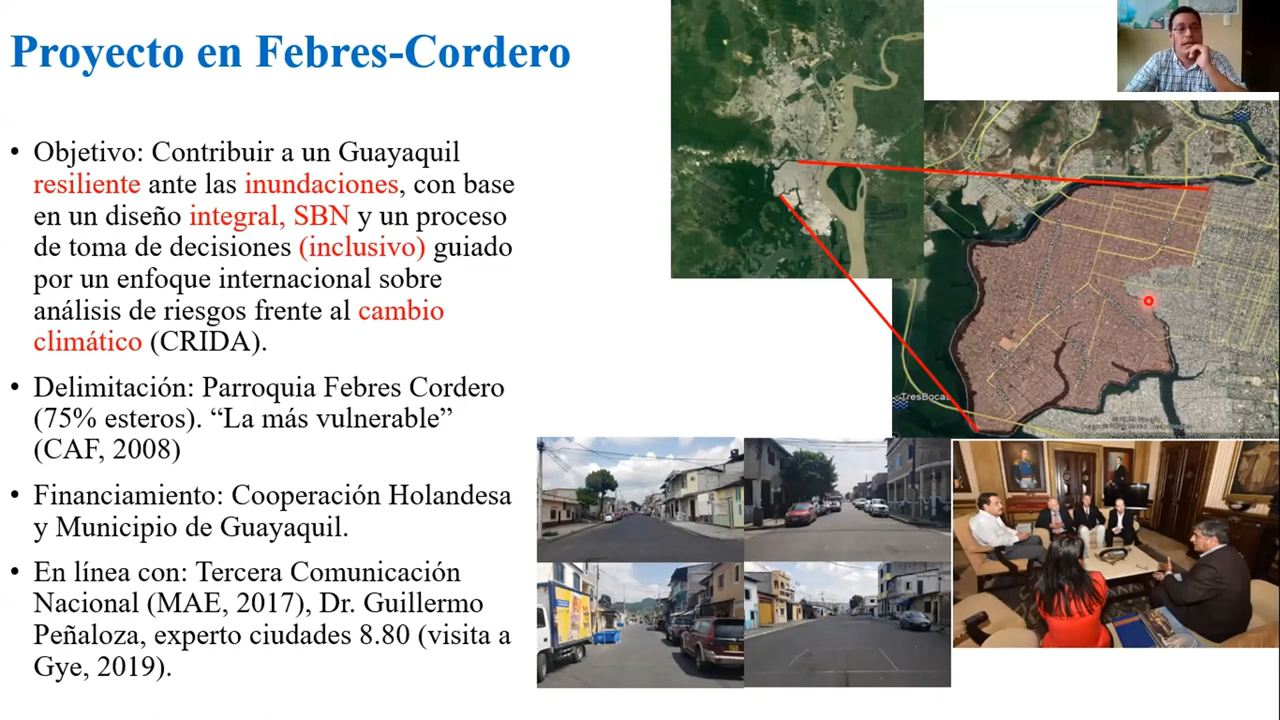 Proyecto en Febres-Cordero
• Objetivo: Contribuir a un Guayaquil
resiliente ante las inundaciones, con base
en un diseño integral, SBN y un proceso
de toma de decisiones (inclusivo) guiado
por un enfoque internacional sobre
análisis de riesgos frente al cambio
climático (CRIDA).
• Delimitación: Parroquia Febres Cordero
(75% esteros). “La más vulnerable”
(CAF, 2008)
• Financiamiento: Cooperación Holandesa
y Municipio de Guayaquil.
• En línea con: Tercera Comunicación
Nacional (MAE, 2017), Dr. Guillermo
Peñaloza, experto ciudades 8.80 (visita a
Gye, 2019).
TresBocas